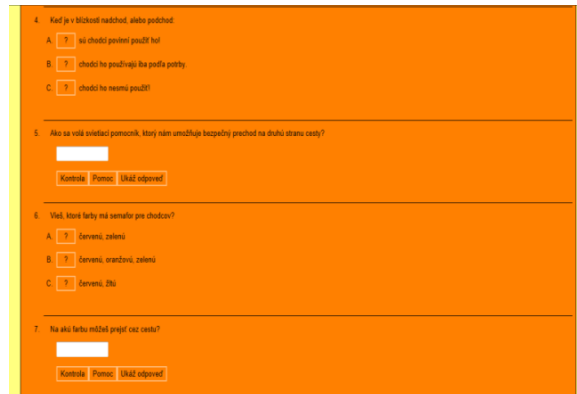 4. Keď je v blízkosti nadchod, alebo podchod:
A. ? sú chodci povinní použiť ho!
B. ? chodci ho používajú iba podľa potrby.
C. ? chodci ho nesmú použiť!
5. Ako sa volá svietiaci pomocník, ktorý nám umožňuje bezpečný prechod na druhú stranu cesty?
Kontrola Pomoc Ukáž odpoveď
6. Vieš, ktoré farby má semafor pre chodcov?
A. ? červenú, zelenú
B. ? červenú, oranžovú, zelenú
C. ? červenú, žltú
7. Na akú farbu môžeš prejsť cez cestu?
Kontrola Pomoc Ukáž odpoveď